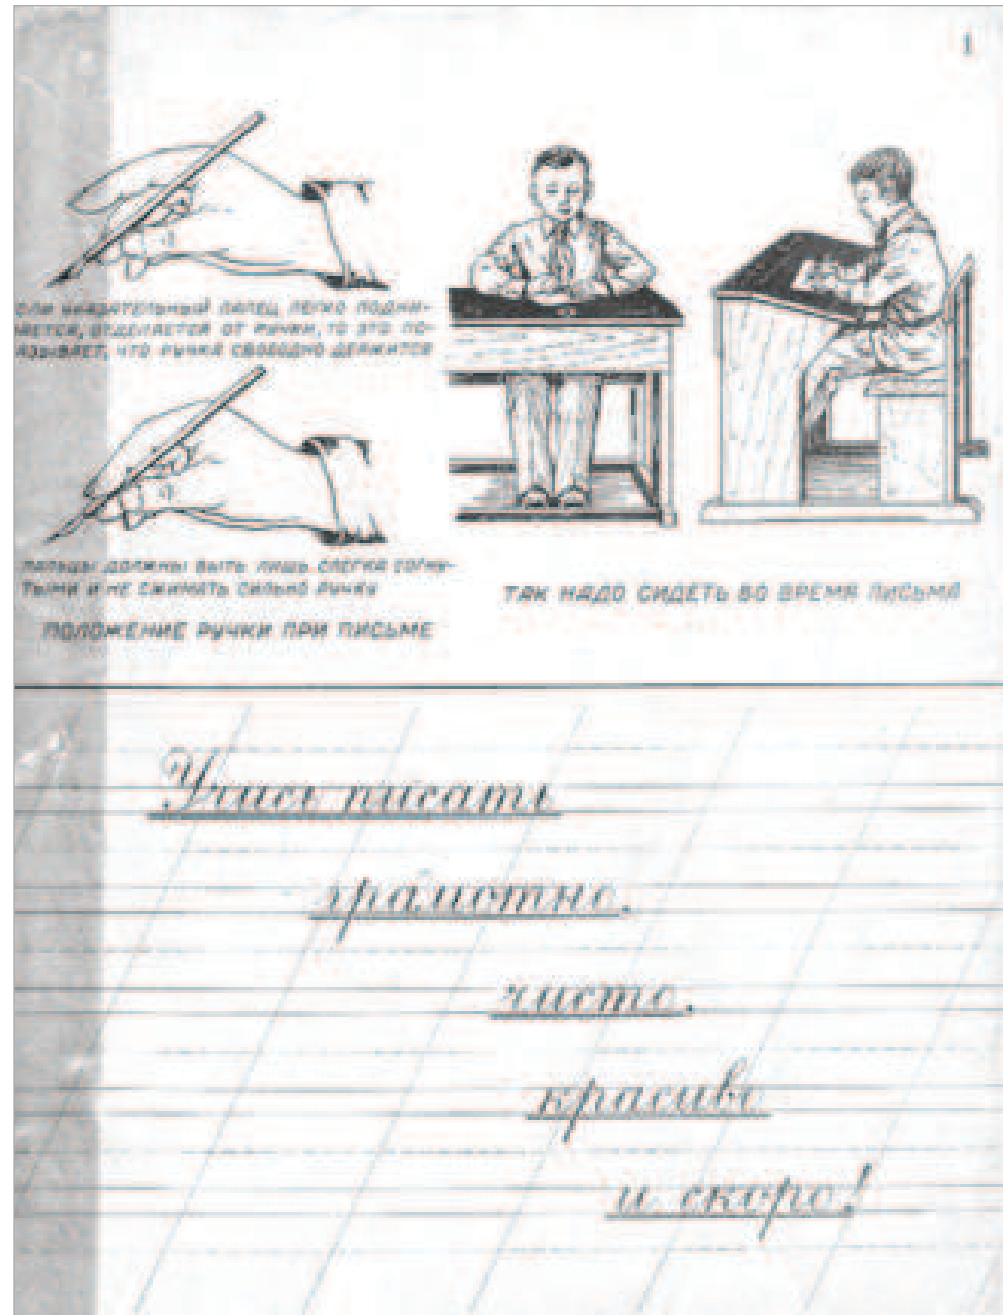 1
ЕСЛИ УКАЗАТЕЛЬНЫЙ ПАЛЕЦ ЛЕГКО ПОДНИ-
МАЕТСЯ, ОТДЕЛЯЕТСЯ ОТ РУЧКИ, ТО ЭТО ПО-
КАЗЫВАЕТ, ЧТО РУЧКА СВОБОДНО ДЕРЖИТСЯ
ПАЛЬЦЫ ДОЛЖНЫ БЫТЬ ЛИШЬ СЛЕГКА СОГНУ-
ТЫМИ И НЕ СЖИМАТЬ СИЛЬНО РУЧКУ
ПОЛОЖЕНИЕ РУЧКИ ПРИ ПИСЬМЕ
ТАК НАДО СИДЕТЬ ВО ВРЕМЯ ПИСЬМА
Учись писать
грамотно,
чисто,
красиво
и скоро!